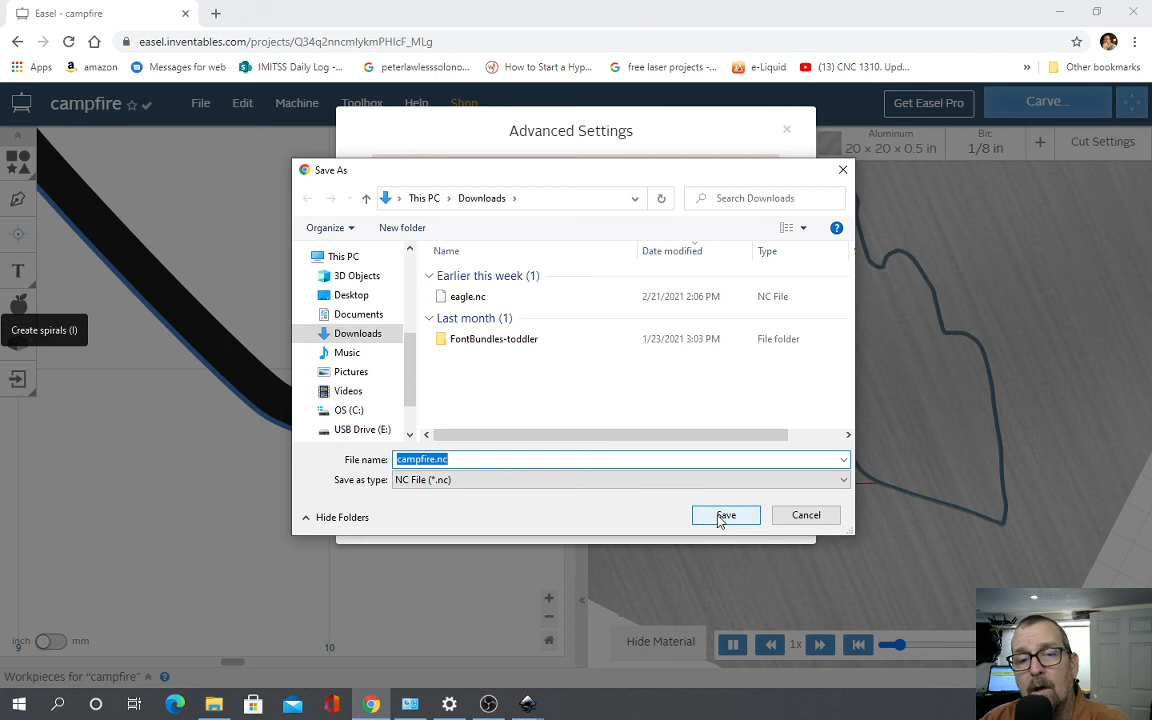 Easel - campfire
easel.inventables.com/projects/Q34q2nncmlykmPHIcF_MLg
Apps
amazon
Messages for web
IMITSS Daily Log -...
peterlawlesssolono...
How to Start a Hyp...
free laser projects -...
e-Liquid
(13) CNC 1310. Upd...
»
Other bookmarks
campfire
File
Edit
Machine
Toolbox
Help
Shop
Get Easel Pro
Carve...
Advanced Settings
Aluminum
20 × 20 × 0.5 in
Bit:
1/8 in
Cut Settings
Save As
This PC
Downloads
Search Downloads
Organize
New folder
Name
Date modified
Type
This PC
3D Objects
Desktop
Documents
Downloads
Music
Pictures
Videos
OS (C:)
USB Drive (E:)
Earlier this week (1)
eagle.nc
2/21/2021 2:06 PM
NC File
Last month (1)
FontBundles-toddler
1/23/2021 3:03 PM
File folder
Create spirals (I)
File name:
campfire.nc
Save as type:
NC File (*.nc)
Hide Folders
Save
Cancel
inch
mm
9
10
Hide Material
1x
Workpieces for "campfire"